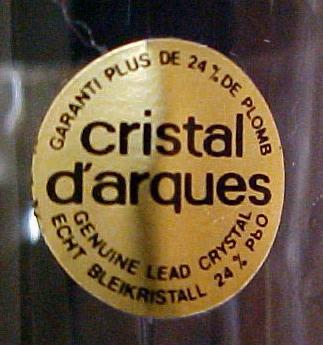 GARANTI PLUS DE 24 % DE PLOMB
cristal
d'arques
GENUINE LEAD CRYSTAL
ECHT BLEIKRISTALL 24 % PbO